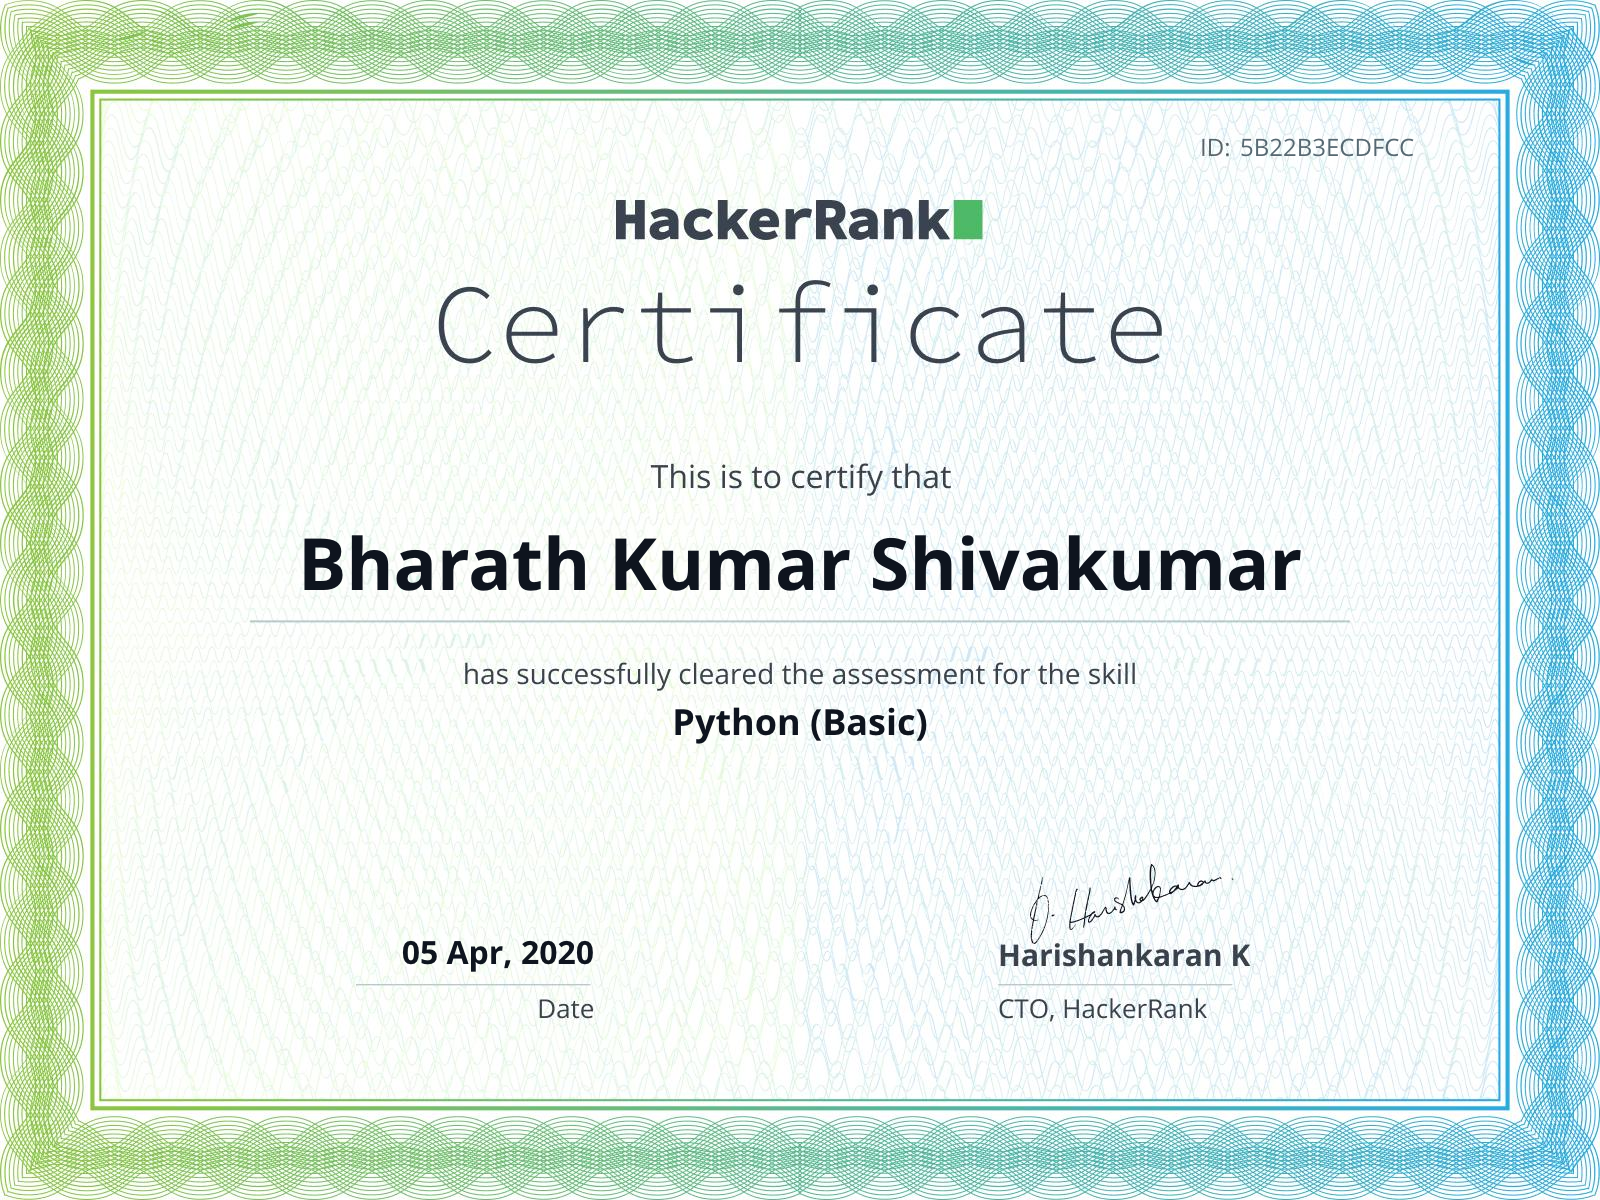 ID: 5B22B3ECDFCC
HackerRank
Certificate
This is to certify that
Bharath Kumar Shivakumar
has successfully cleared the assessment for the skill
Python (Basic)
D. Harishankaran
05 Apr, 2020
Harishankaran K
Date
CTO, HackerRank